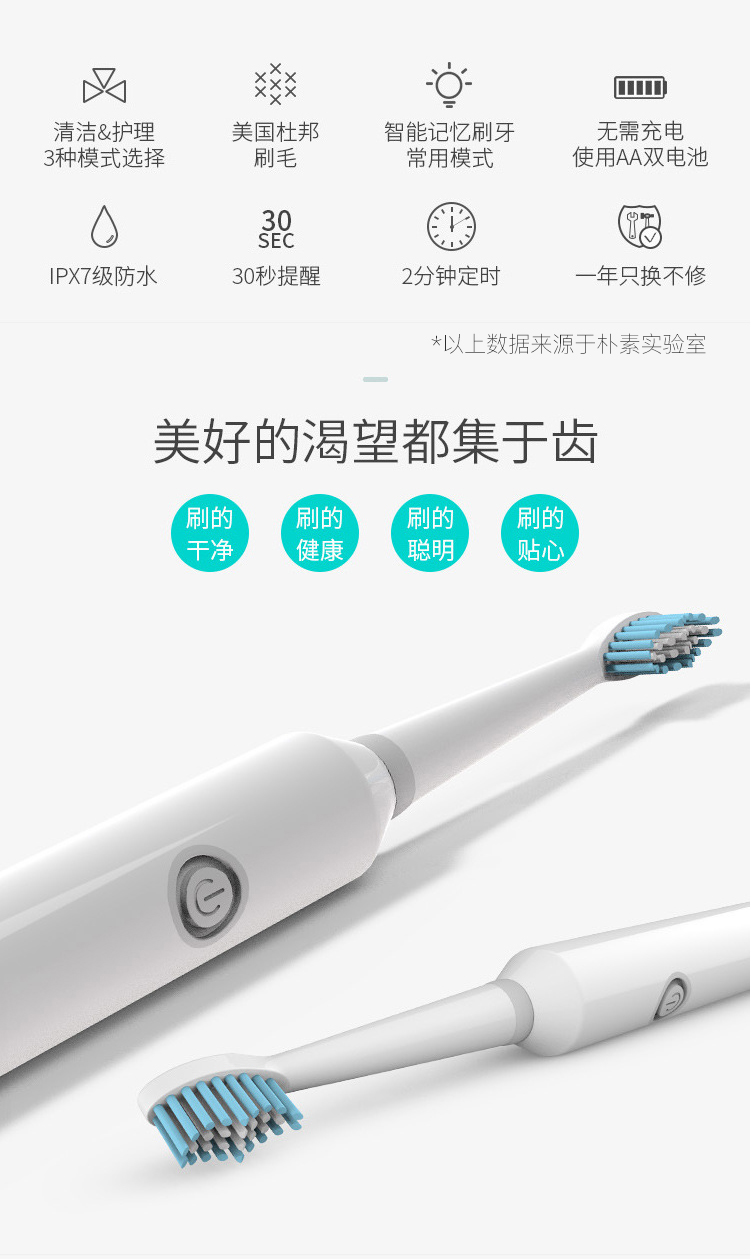 清洁&护理
3种模式选择
美国杜邦
刷毛
智能记忆刷牙
常用模式
无需充电
使用AA双电池
IPX7级防水
30
SEC
30秒提醒
2分钟定时
一年只换不修
*以上数据来源于朴素实验室
美好的渴望都集于齿
刷的
干净
刷的
健康
刷的
聪明
刷的
贴心